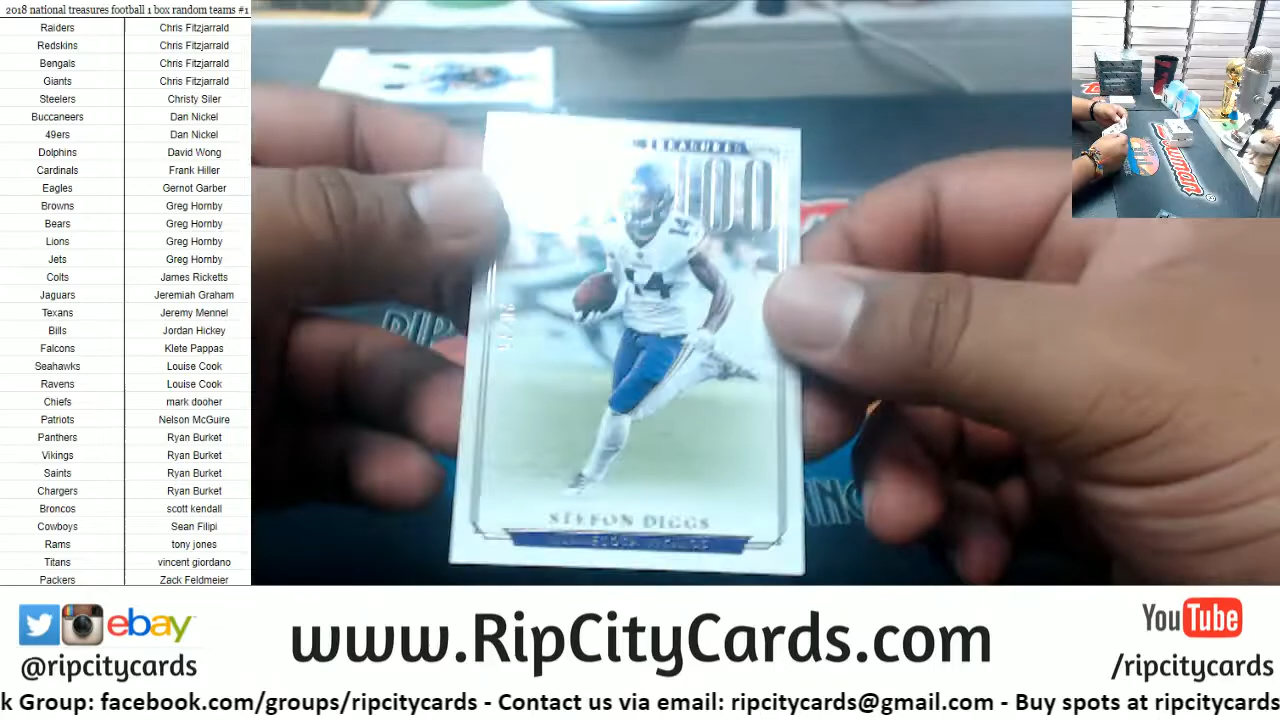 2018 national treasures football 1 box random teams #1
Raiders Chris Fitzjarrald
Redskins Chris Fitzjarrald
Bengals Chris Fitzjarrald
Giants Chris Fitzjarrald
Steelers Christy Siler
Buccaneers Dan Nickel
49ers Dan Nickel
Dolphins David Wong
Cardinals Frank Hiller
Eagles Gernot Garber
Browns Greg Hornby
Bears Greg Hornby
Lions Greg Hornby
Jets Greg Hornby
Colts James Ricketts
Jaguars Jeremiah Graham
Texans Jeremy Mennel
Bills Jordan Hickey
Falcons Klete Pappas
Seahawks Louise Cook
Ravens Louise Cook
Chiefs mark dooher
Patriots Nelson McGuire
Panthers Ryan Burket
Vikings Ryan Burket
Saints Ryan Burket
Chargers Ryan Burket
Broncos scott kendall
Cowboys Sean Filipi
Rams tony jones
Titans vincent giordano
Packers Zack Feldmeier
100
14
STEFON DIGGS
RIP
ebay
@ripcitycards
www.RipCityCards.com
YouTube
/ripcitycards
k Group: facebook.com/groups/ripcitycards - Contact us via email: ripcitycards@gmail.com - Buy spots at ripcitycards